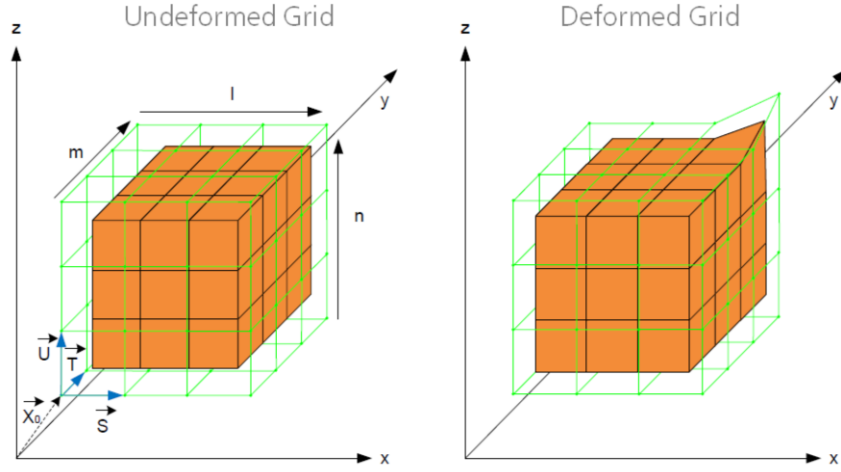 Undeformed Grid
Deformed Grid
z
y
l
m
n
U
T
X₀
S
x
z
y
x